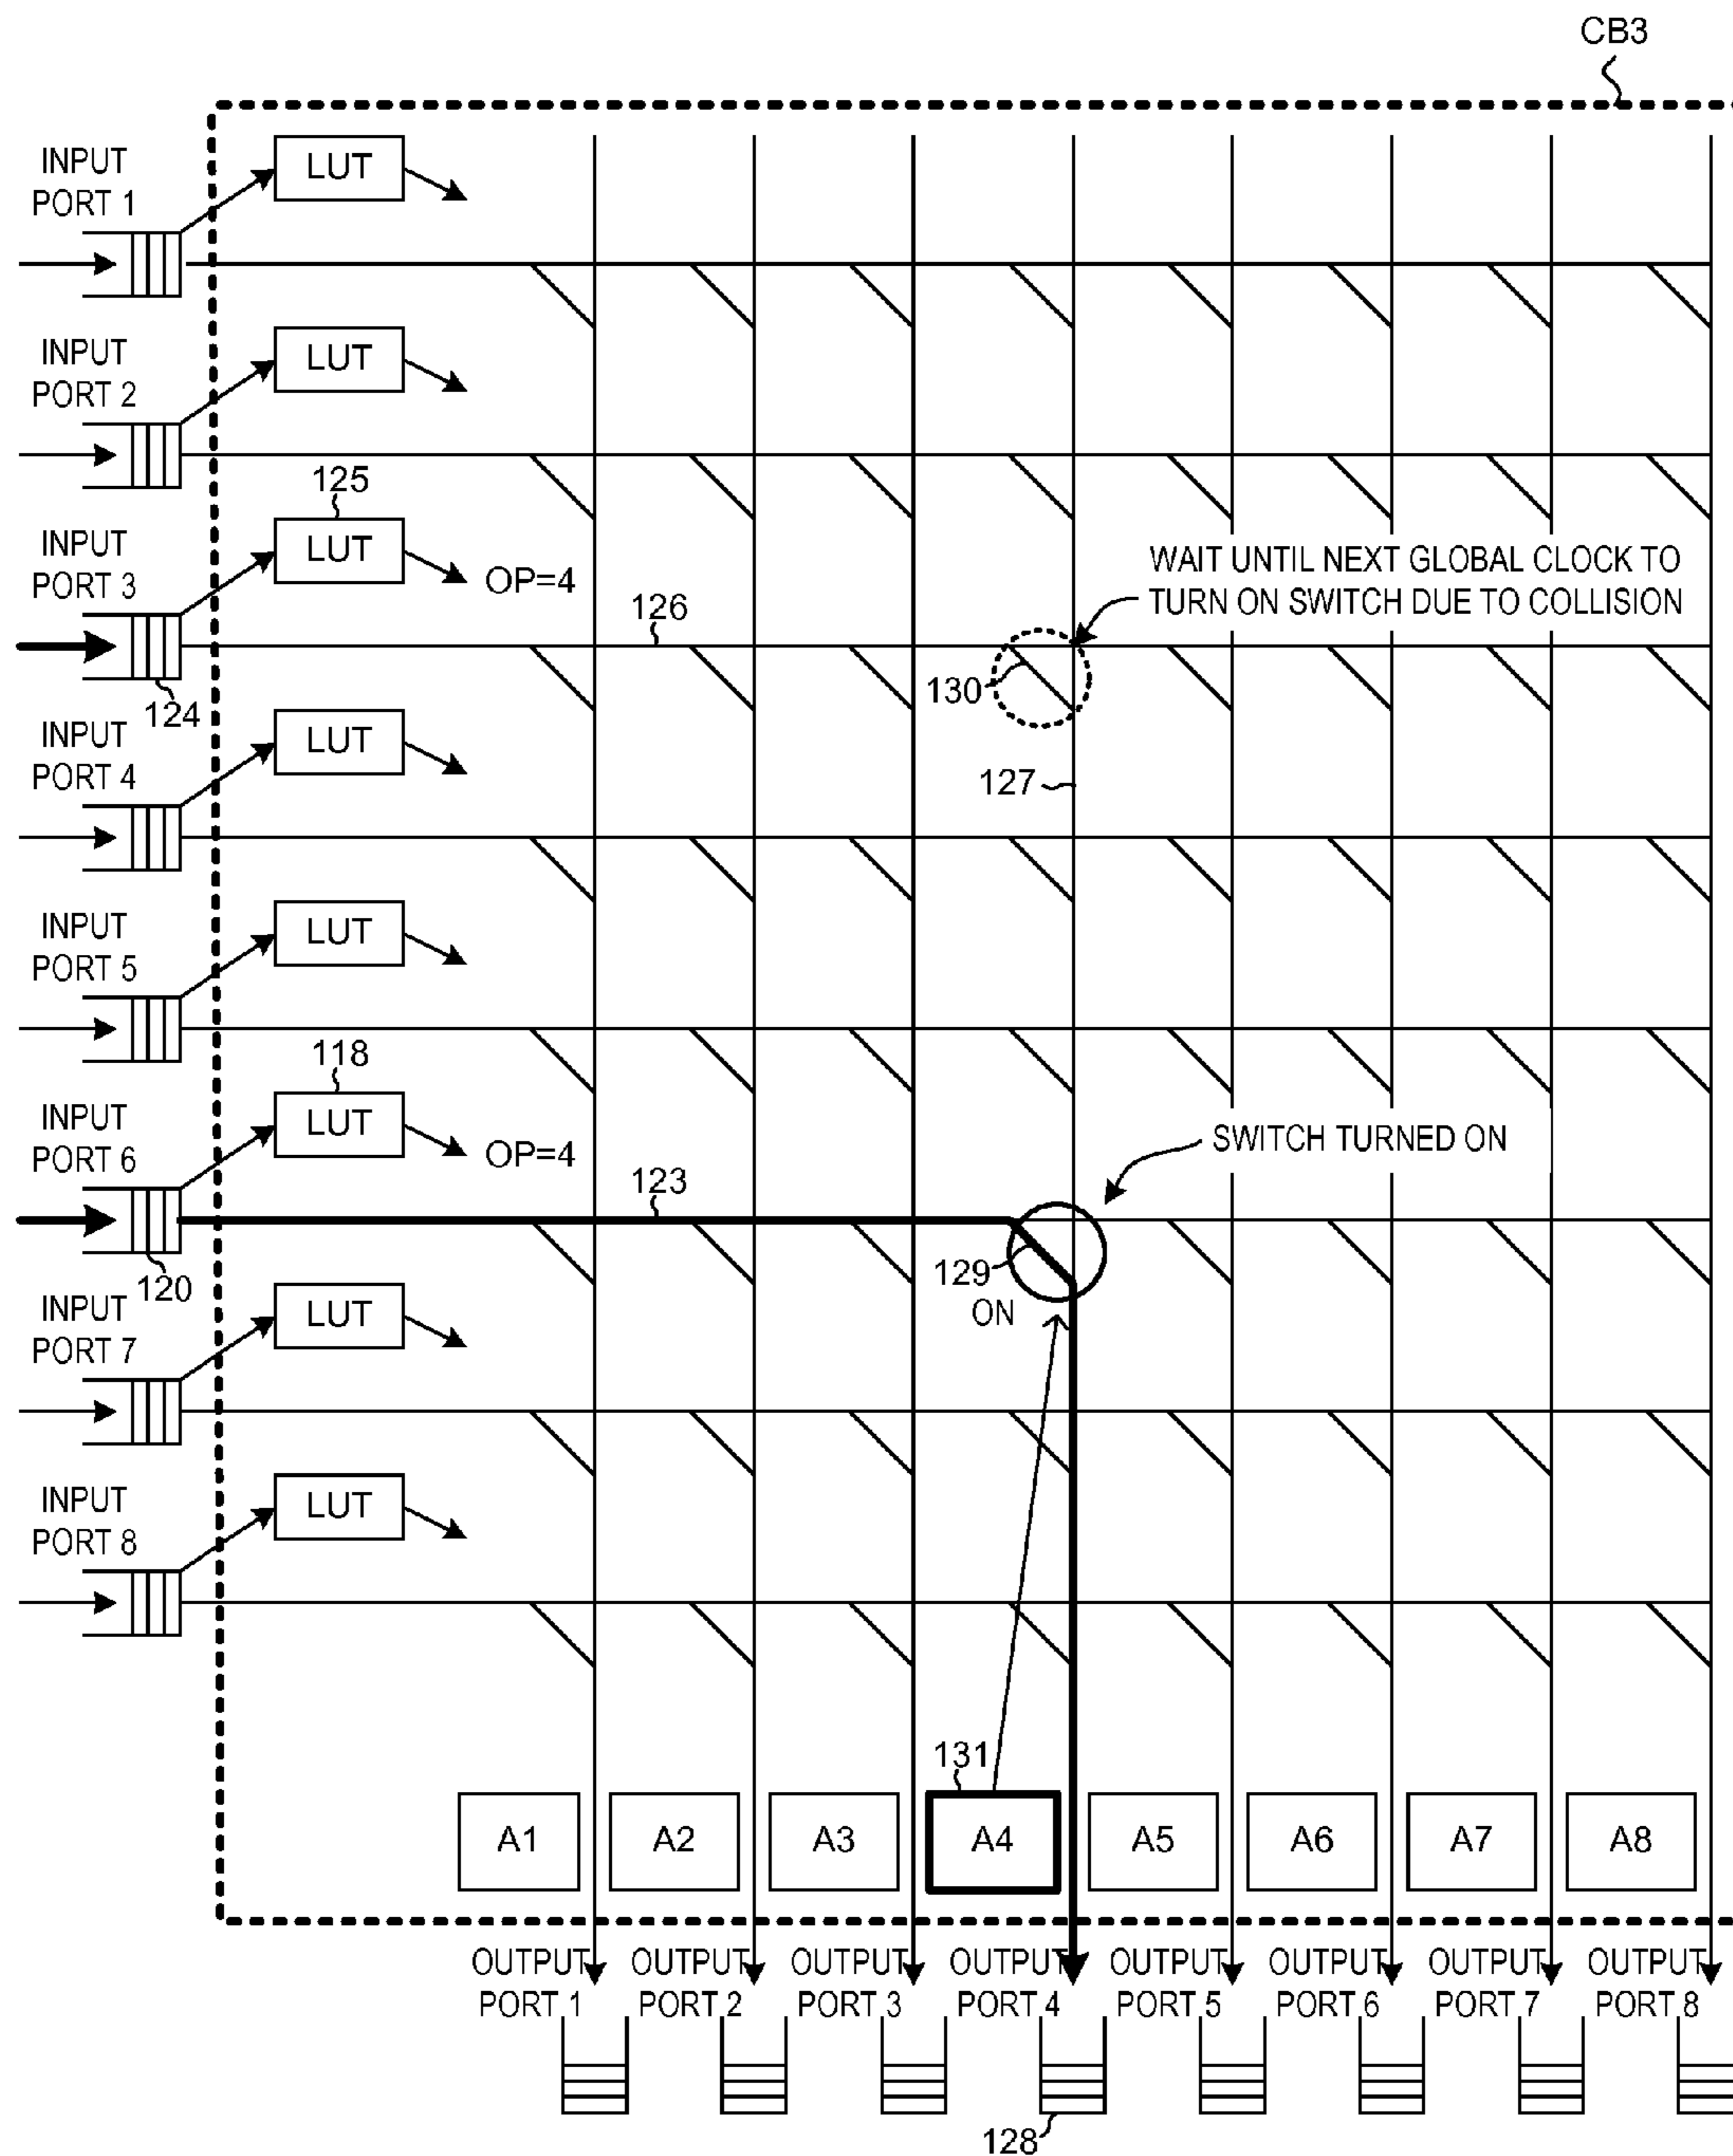 CB3
INPUT
PORT 1
LUT
INPUT
PORT 2
LUT
125
INPUT
PORT 3
LUT
OP=4
WAIT UNTIL NEXT GLOBAL CLOCK TO
TURN ON SWITCH DUE TO COLLISION
126
130
124
INPUT
PORT 4
LUT
127
INPUT
PORT 5
LUT
118
INPUT
PORT 6
LUT
OP=4
SWITCH TURNED ON
123
129
ON
120
INPUT
PORT 7
LUT
INPUT
PORT 8
LUT
131
A1 A2 A3 A4 A5 A6 A7 A8
OUTPUT OUTPUT OUTPUT OUTPUT OUTPUT OUTPUT OUTPUT OUTPUT
PORT 1 PORT 2 PORT 3 PORT 4 PORT 5 PORT 6 PORT 7 PORT 8
128